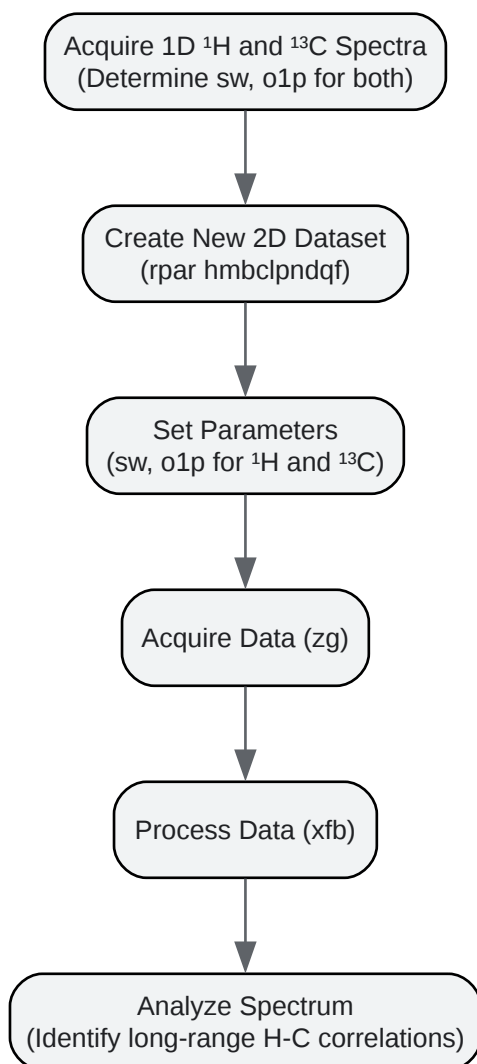 Acquire 1D ¹H and ¹³C Spectra
(Determine sw, o1p for both)
Create New 2D Dataset
(rpar hmbclpndqf)
Set Parameters
(sw, o1p for ¹H and ¹³C)
Acquire Data (zg)
Process Data (xfb)
Analyze Spectrum
(Identify long-range H-C correlations)